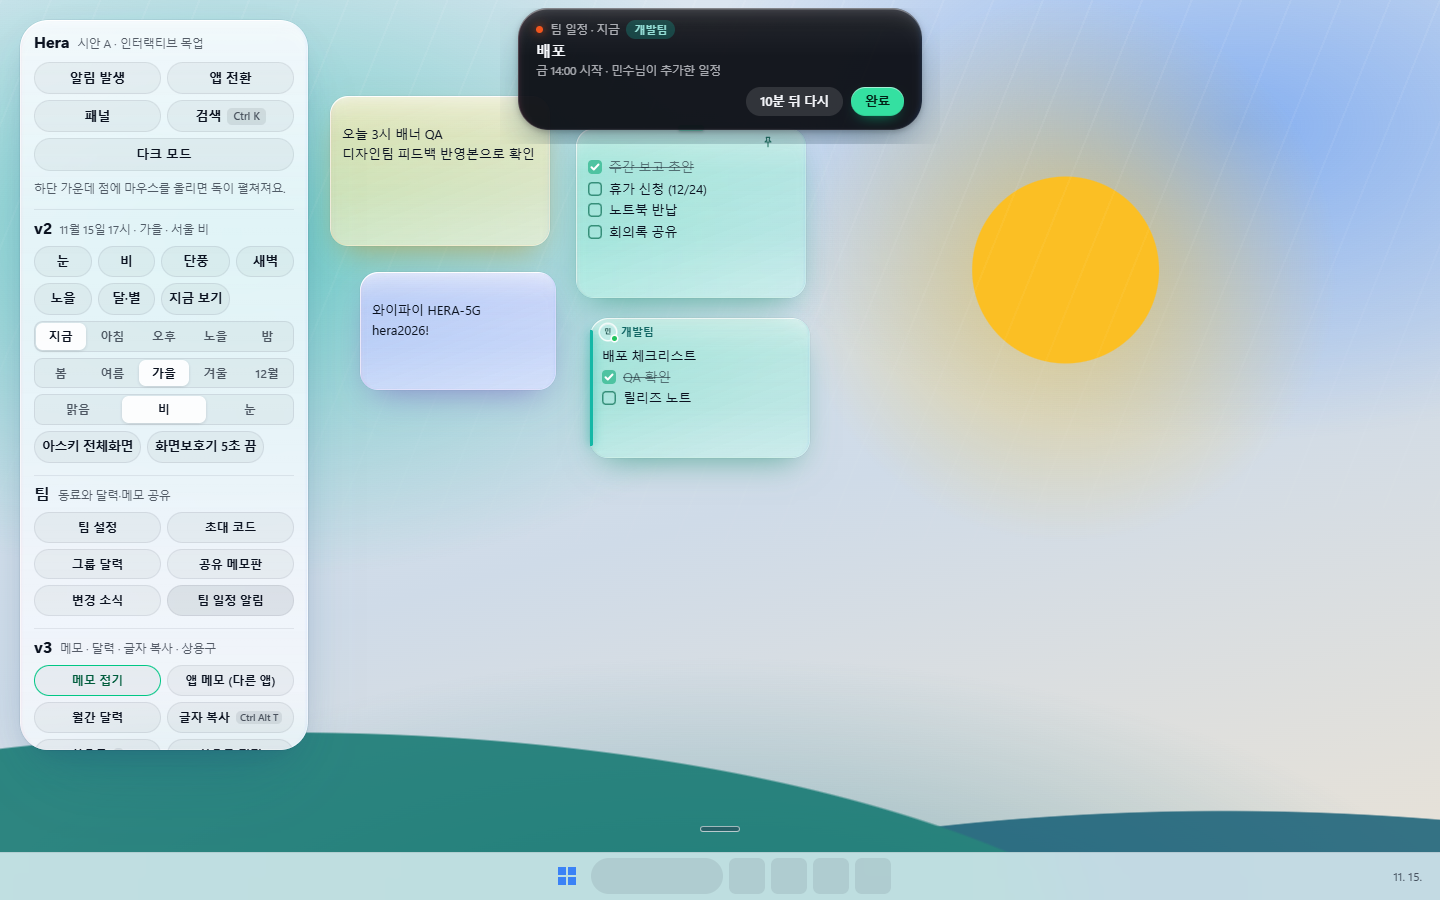 Hera 시안 A · 인터랙티브 목업
알림 발생
앱 전환
패널
검색 Ctrl K
다크 모드
하단 가운데 점에 마우스를 올리면 독이 펼쳐져요.
v2 11월 15일 17시 · 가을 · 서울 비
눈
비
단풍
새벽
노을
달·별
지금 보기
지금 아침 오후 노을 밤
봄 여름 가을 겨울 12월
맑음 비 눈
아스키 전체화면
화면보호기 5초 끔
팀 동료와 달력·메모 공유
팀 설정
초대 코드
그룹 달력
공유 메모판
변경 소식
팀 일정 알림
v3 메모 · 달력 · 글자 복사 · 상용구
메모 접기
앱 메모 (다른 앱)
월간 달력
글자 복사 Ctrl Alt T
팀 일정 · 지금 개발팀
배포
금 14:00 시작 · 민수님이 추가한 일정
10분 뒤 다시
완료
오늘 3시 배너 QA
디자인팀 피드백 반영본으로 확인
주간 보고 초안
휴가 신청 (12/24)
노트북 반납
회의록 공유
와이파이 HERA-5G
hera2026!
민 개발팀
배포 체크리스트
QA 확인
릴리즈 노트
11. 15.